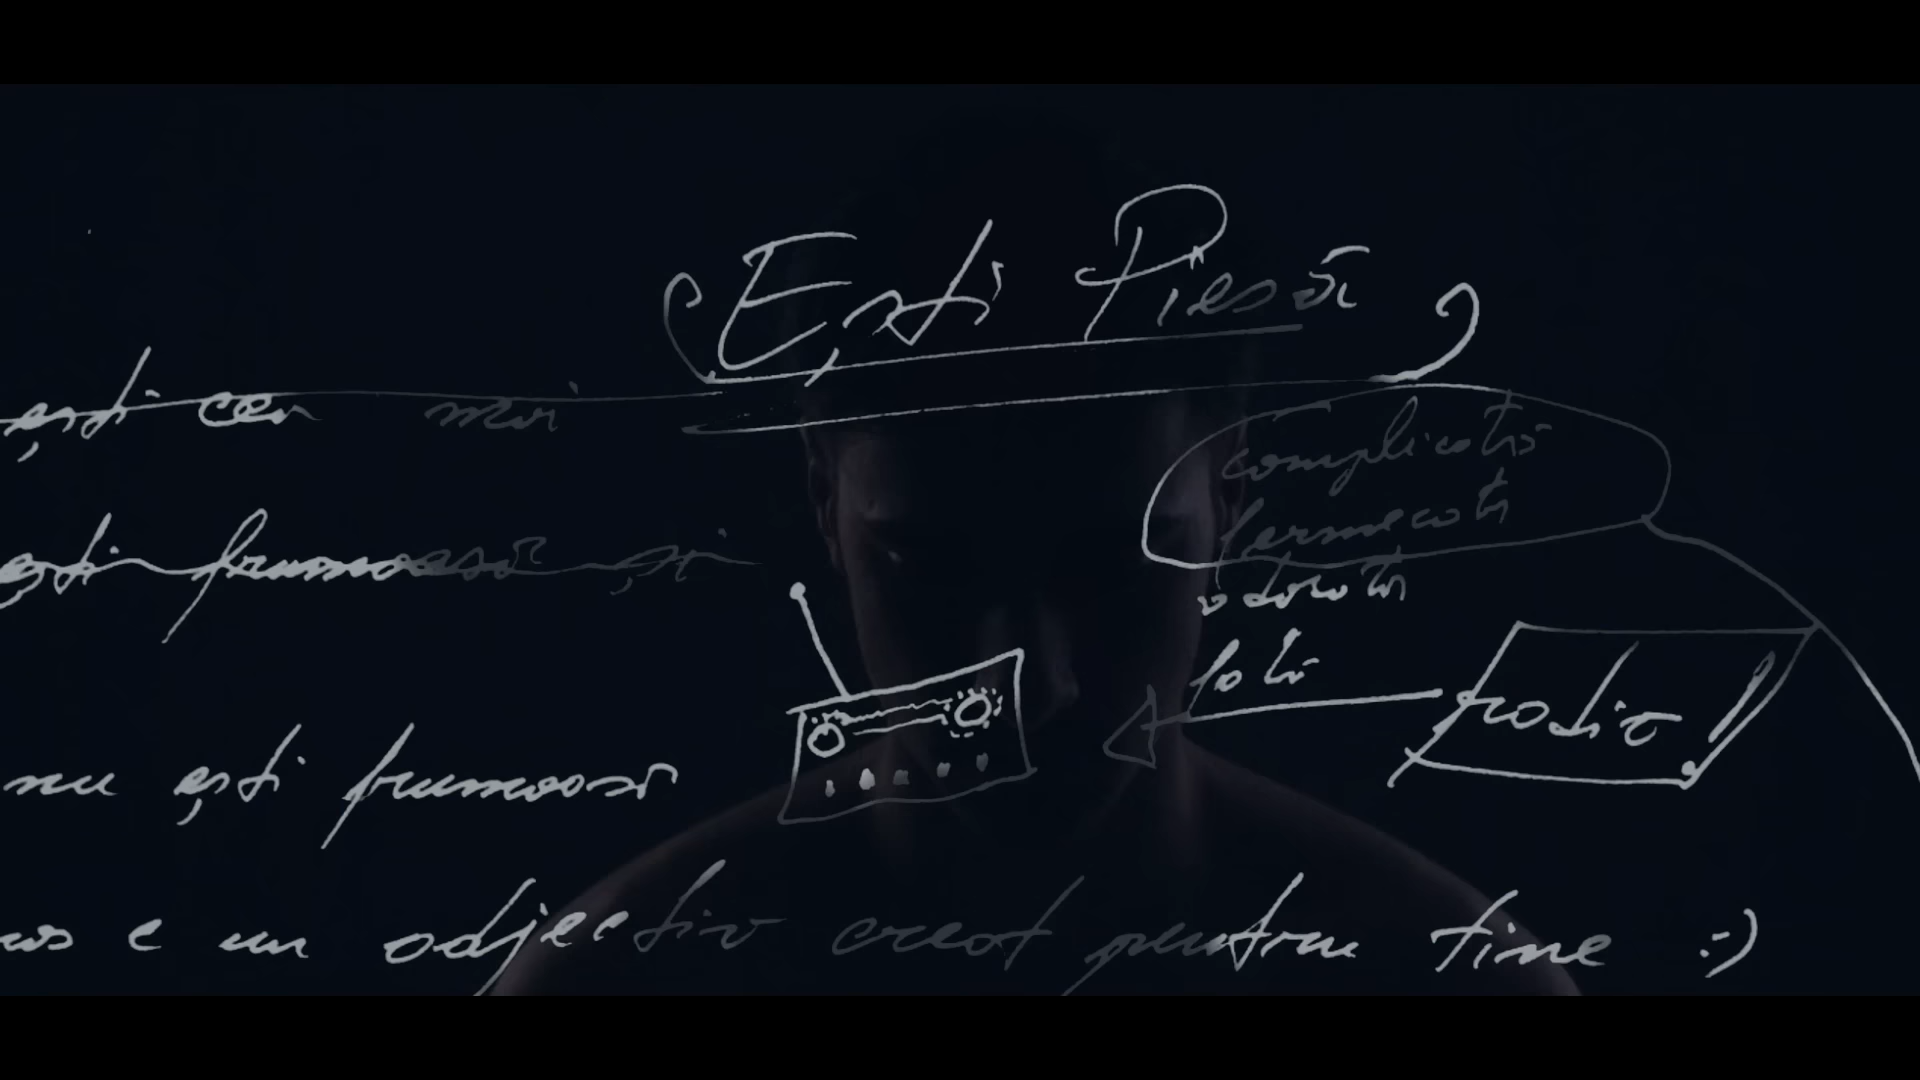 Ești Piesă
ești cea mai
complicată
fermecată
ești frumoasă și
adorată
fată
radio
nu ești frumoasă
e un adjectiv creat pentru tine :)